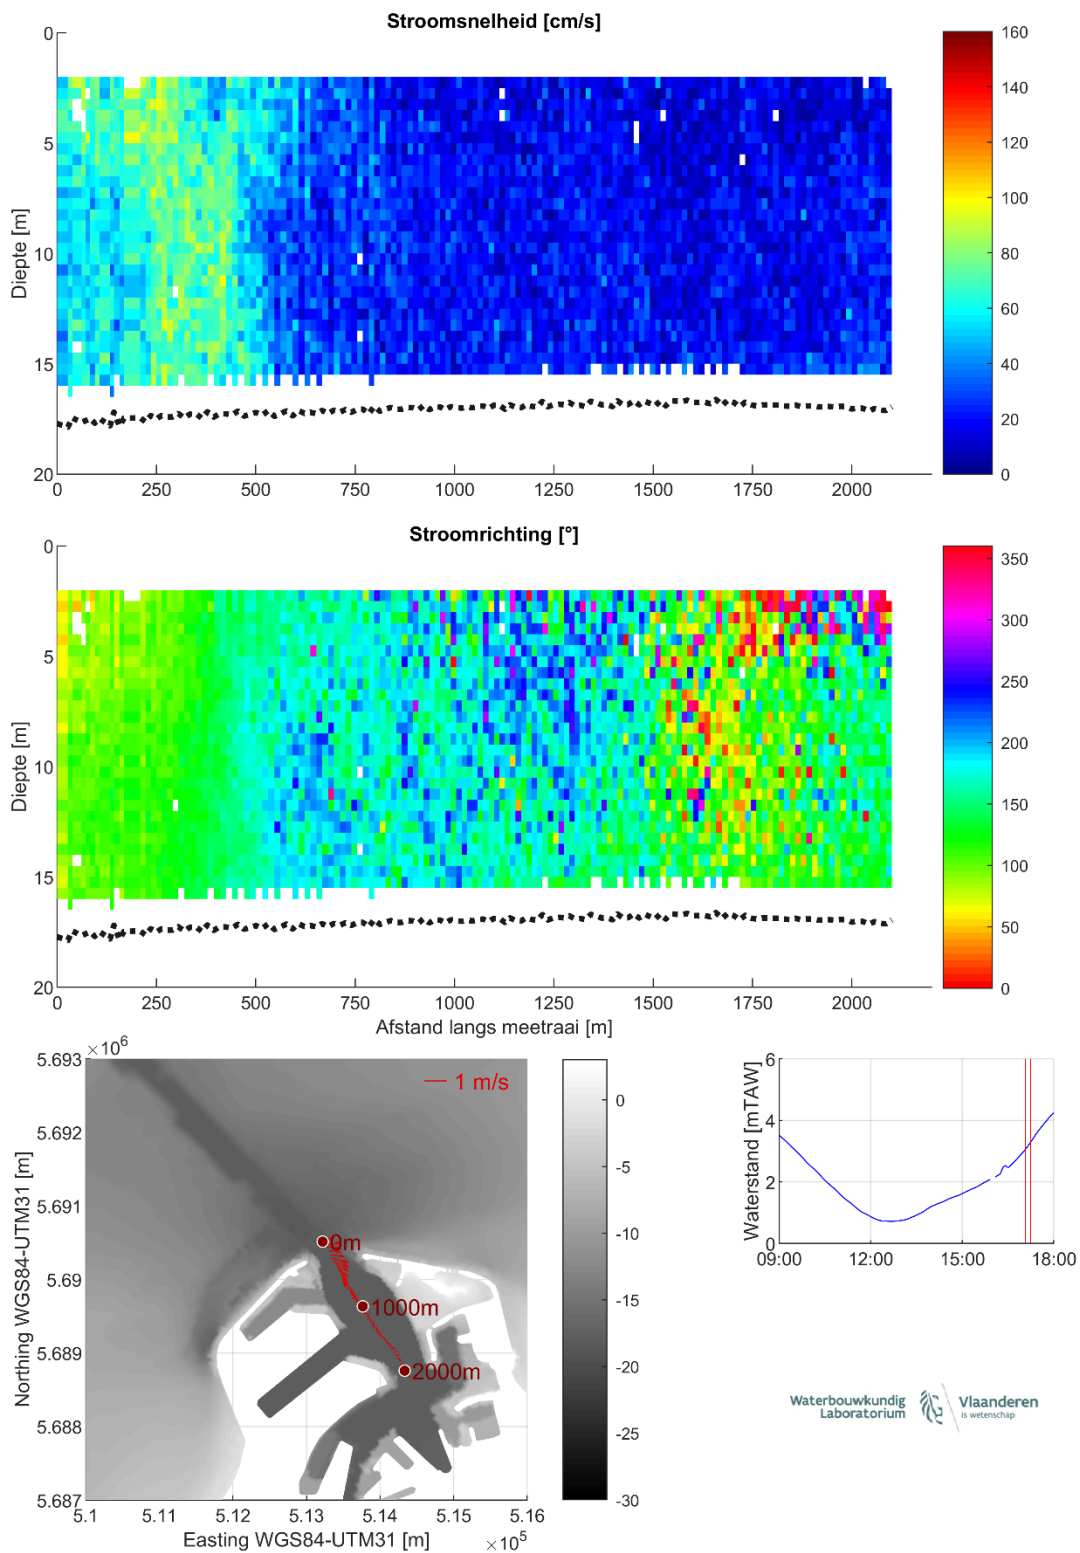 Stroomsnelheid [cm/s]
0
5
10
15
20
Diepte [m]
0 250 500 750 1000 1250 1500 1750 2000
160
140
120
100
80
60
40
20
0
Stroomrichting [°]
0
5
10
15
20
Diepte [m]
0 250 500 750 1000 1250 1500 1750 2000
Afstand langs meetraai [m]
350
300
250
200
150
100
50
0
×10⁶
5.693
5.692
5.691
5.69
5.689
5.688
5.687
Northing WGS84-UTM31 [m]
1 m/s
0m
1000m
2000m
5.1 5.11 5.12 5.13 5.14 5.15 5.16
Easting WGS84-UTM31 [m]
×10⁵
0
-5
-10
-15
-20
-25
-30
Waterstand [mTAW]
6
4
2
0
09:00 12:00 15:00 18:00
Waterbouwkundig
Laboratorium
Vlaanderen
is wetenschap